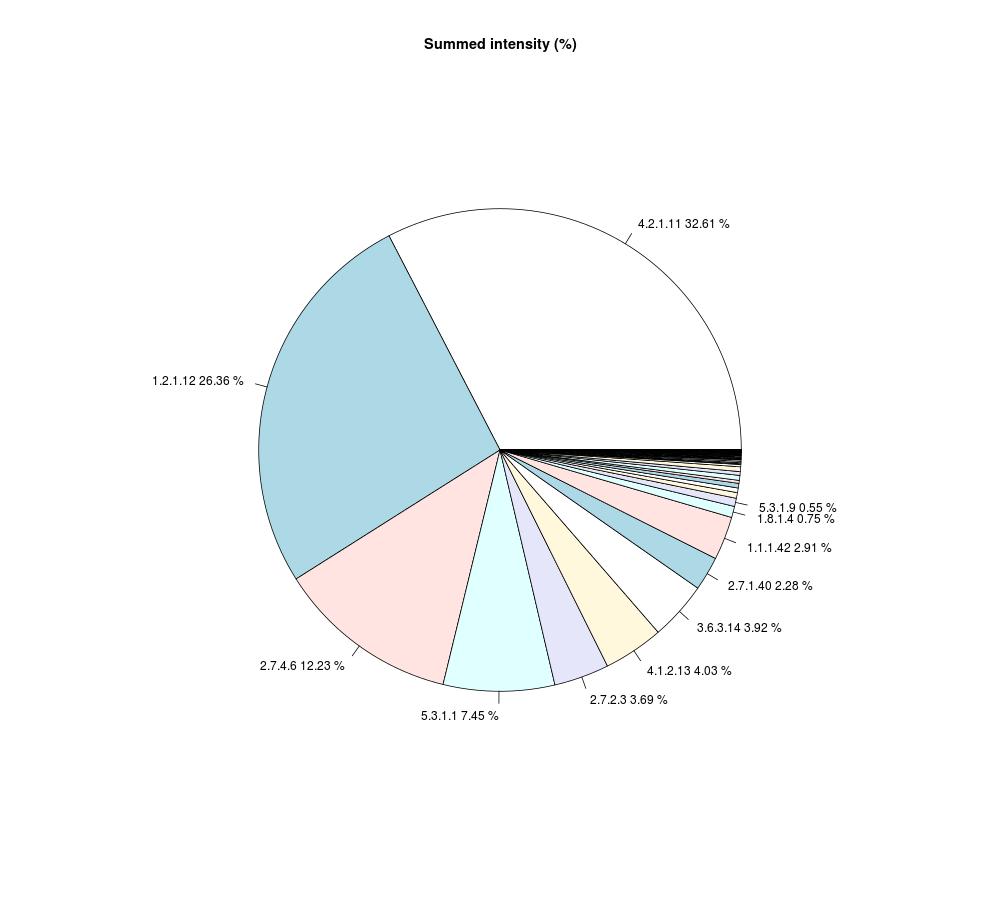 Summed intensity (%)
4.2.1.11 32.61 %
1.2.1.12 26.36 %
2.7.4.6 12.23 %
5.3.1.1 7.45 %
2.7.2.3 3.69 %
4.1.2.13 4.03 %
3.6.3.14 3.92 %
2.7.1.40 2.28 %
1.1.1.42 2.91 %
1.8.1.4 0.75 %
5.3.1.9 0.55 %